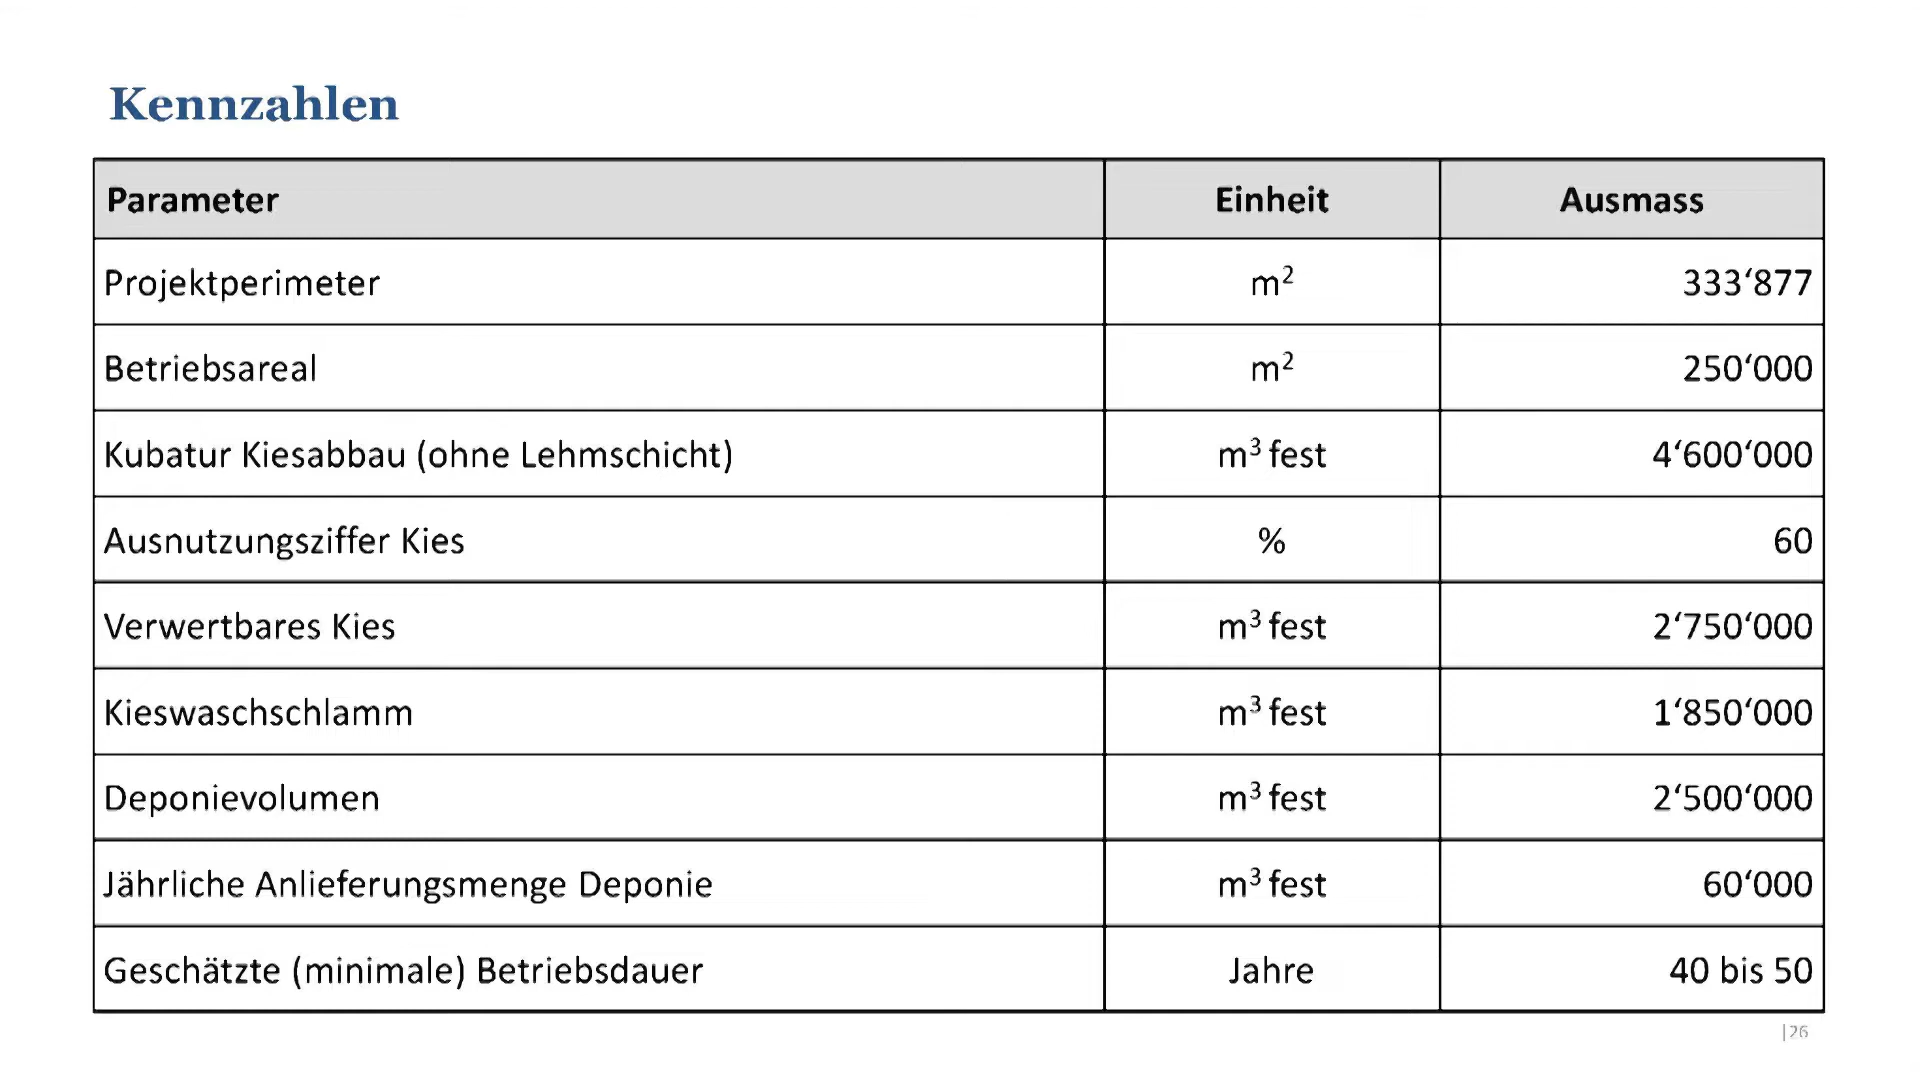 Kennzahlen
Parameter Einheit Ausmass
Projektperimeter m² 333‘877
Betriebsareal m² 250‘000
Kubatur Kiesabbau (ohne Lehmschicht) m³ fest 4‘600‘000
Ausnutzungsziffer Kies % 60
Verwertbares Kies m³ fest 2‘750‘000
Kieswaschschlamm m³ fest 1‘850‘000
Deponievolumen m³ fest 2‘500‘000
Jährliche Anlieferungsmenge Deponie m³ fest 60‘000
Geschätzte (minimale) Betriebsdauer Jahre 40 bis 50
|26